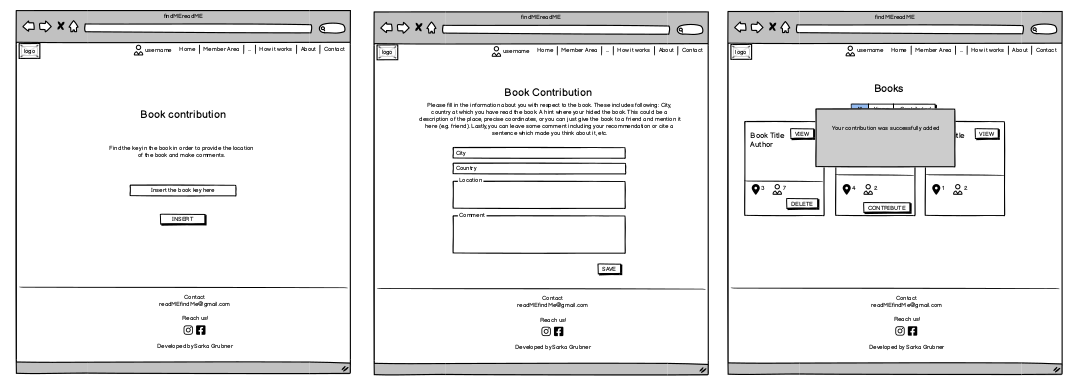 findMEreadME
logo
username Home Member Area ... How it works About Contact
Book contribution
Find the key in the book in order to provide the location
of the book and make comments.
Insert the book key here
INSERT
Contact
readMEfindMe@gmail.com
Reach us!
Developed by Sarka Grubner
findMEreadME
logo
username Home Member Area ... How it works About Contact
Book Contribution
Please fill in the information about you with respect to the book. These includes following: City,
country at which you have read the book. A hint where your hided the book. This could be a
description of the place, precise coordinates, or you can just give the book to a friend and mention it
here (eg. friend). Lastly, you can leave some comment including your recommendation or cite a
sentence which made you think about it, etc.
City
Country
Location
Comment
SAVE
Contact
readMEfindMe@gmail.com
Reach us!
Developed by Sarka Grubner
findMEreadME
logo
username Home Member Area ... How it works About Contact
Books
Your contribution was successfully added
Book Title VIEW
Author
3 7
DELETE
4 2
CONTRIBUTE
tle VIEW
1 2
Contact
readMEfindMe@gmail.com
Reach us!
Developed by Sarka Grubner